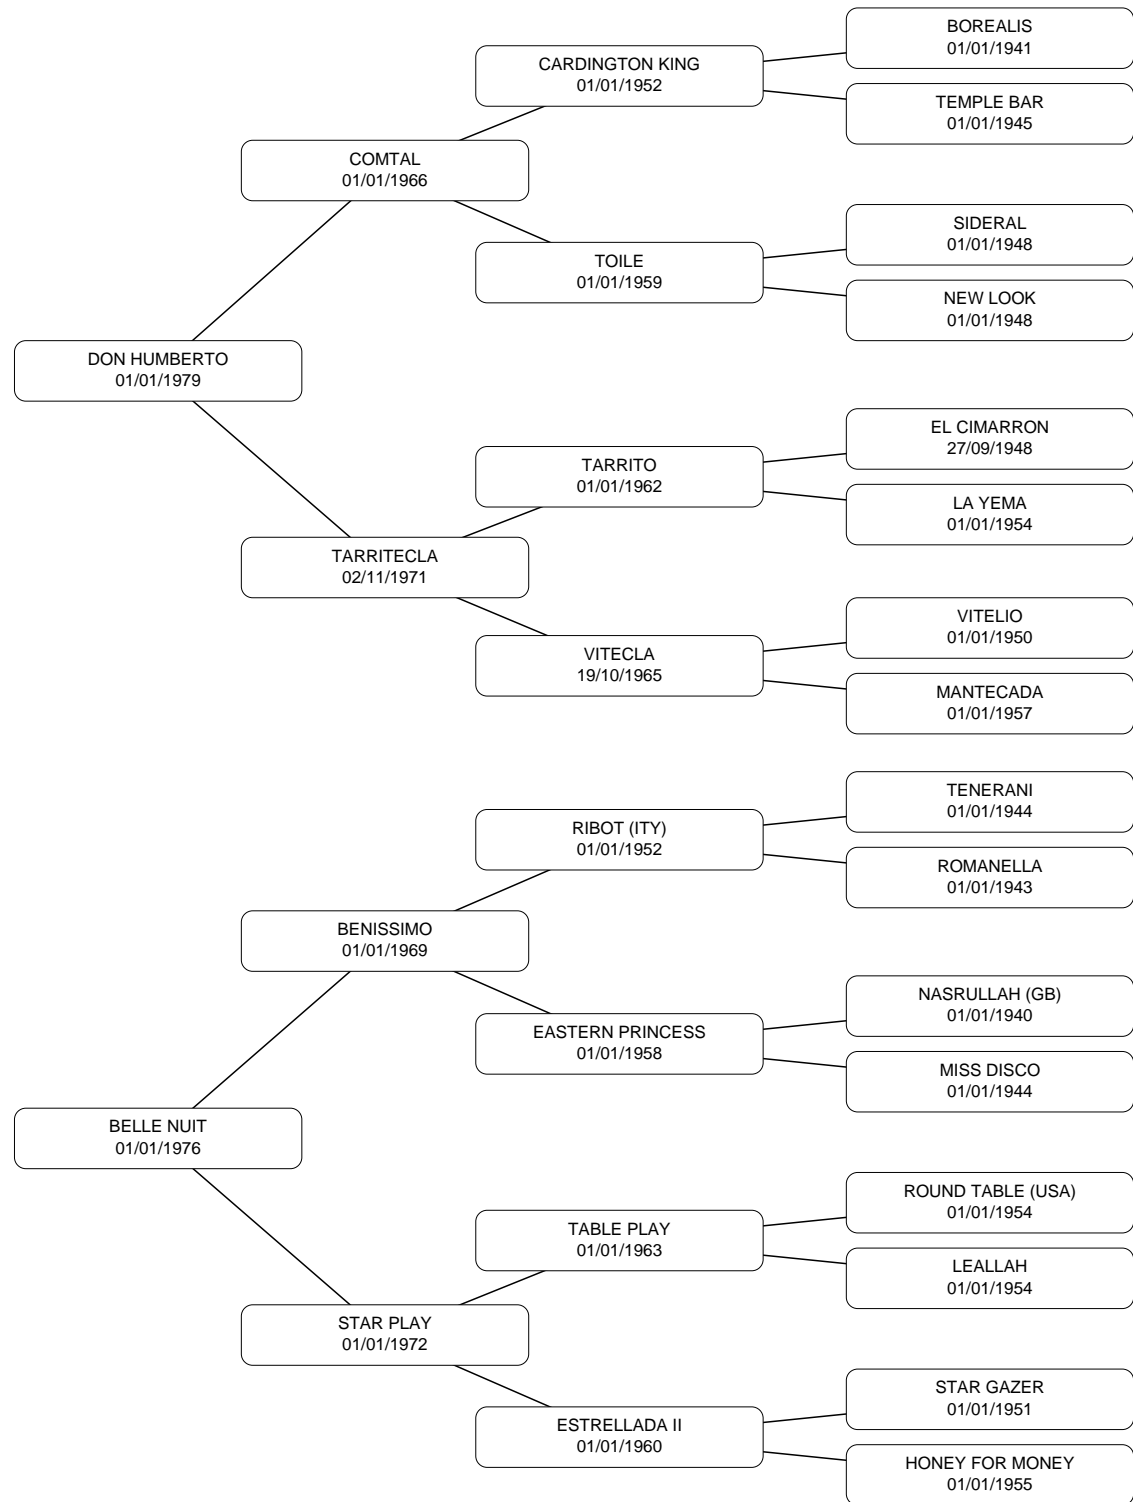 BOREALIS
01/01/1941
CARDINGTON KING
01/01/1952
TEMPLE BAR
01/01/1945
COMTAL
01/01/1966
SIDERAL
01/01/1948
TOILE
01/01/1959
NEW LOOK
01/01/1948
DON HUMBERTO
01/01/1979
EL CIMARRON
27/09/1948
TARRITO
01/01/1962
LA YEMA
01/01/1954
TARRITECLA
02/11/1971
VITELIO
01/01/1950
VITECLA
19/10/1965
MANTECADA
01/01/1957
TENERANI
01/01/1944
RIBOT (ITY)
01/01/1952
ROMANELLA
01/01/1943
BENISSIMO
01/01/1969
NASRULLAH (GB)
01/01/1940
EASTERN PRINCESS
01/01/1958
MISS DISCO
01/01/1944
BELLE NUIT
01/01/1976
ROUND TABLE (USA)
01/01/1954
TABLE PLAY
01/01/1963
LEALLAH
01/01/1954
STAR PLAY
01/01/1972
STAR GAZER
01/01/1951
ESTRELLADA II
01/01/1960
HONEY FOR MONEY
01/01/1955